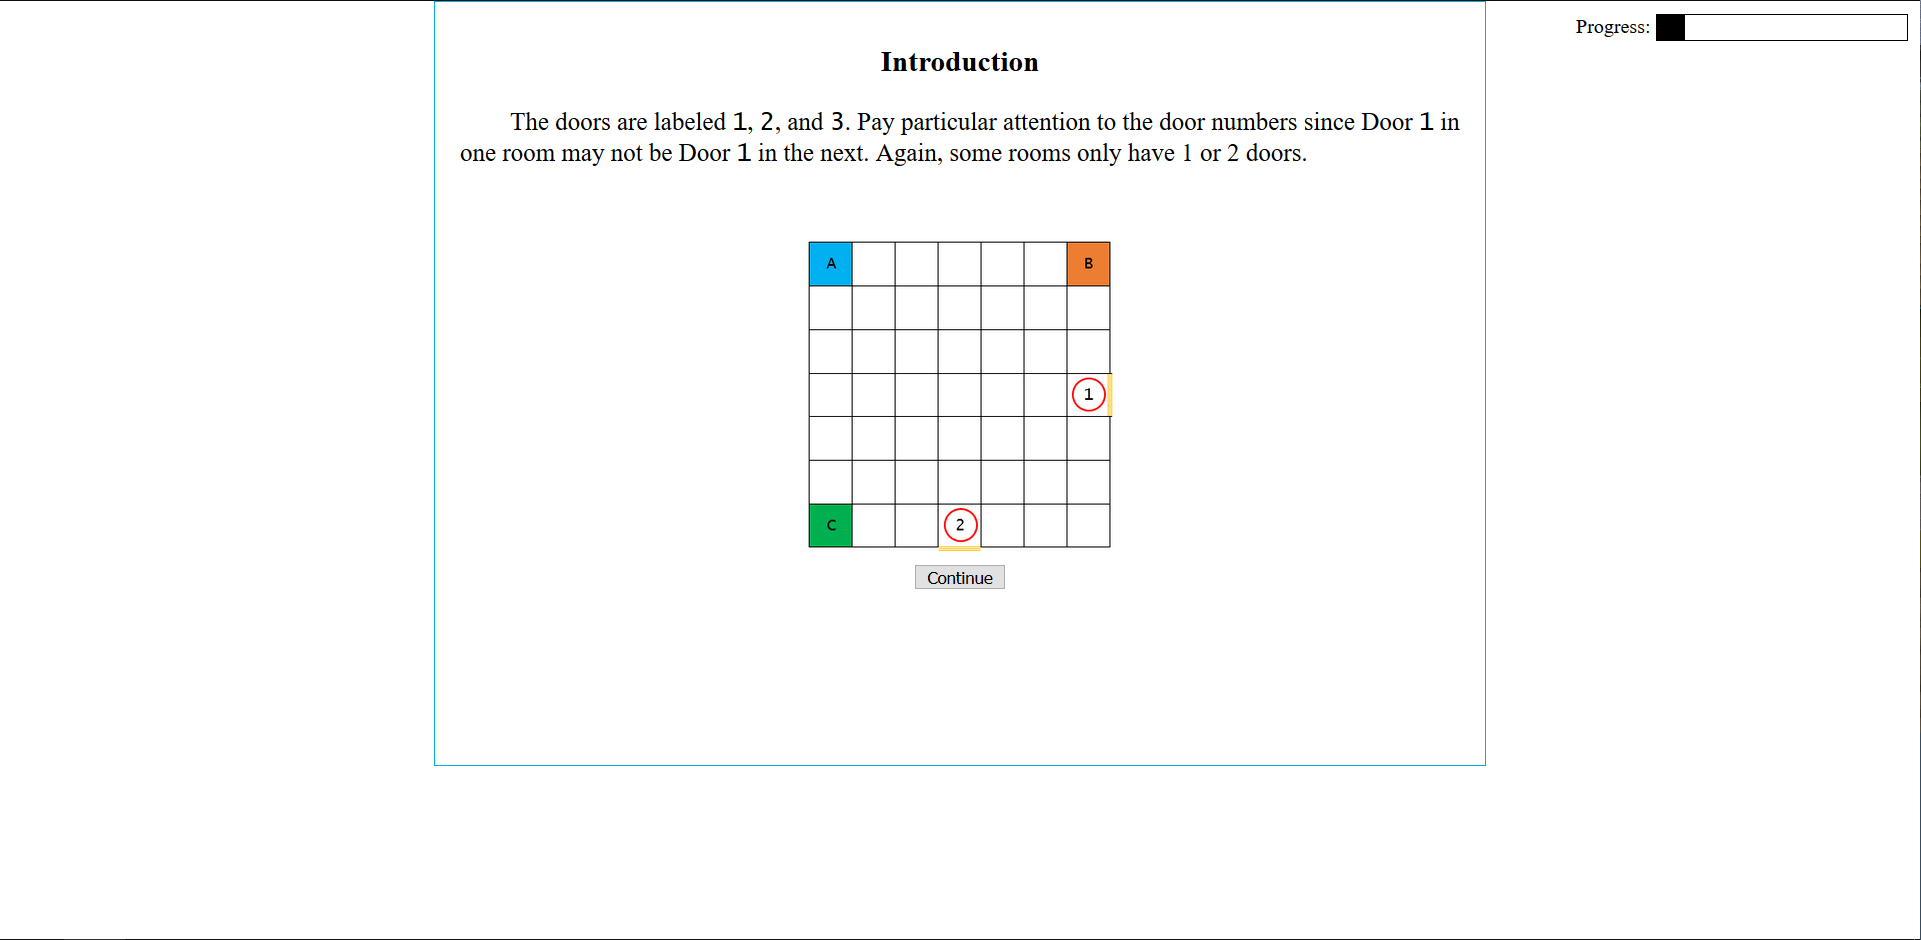 Progress:
Introduction
The doors are labeled 1, 2, and 3. Pay particular attention to the door numbers since Door 1 in
one room may not be Door 1 in the next. Again, some rooms only have 1 or 2 doors.
A B
1
C 2
Continue